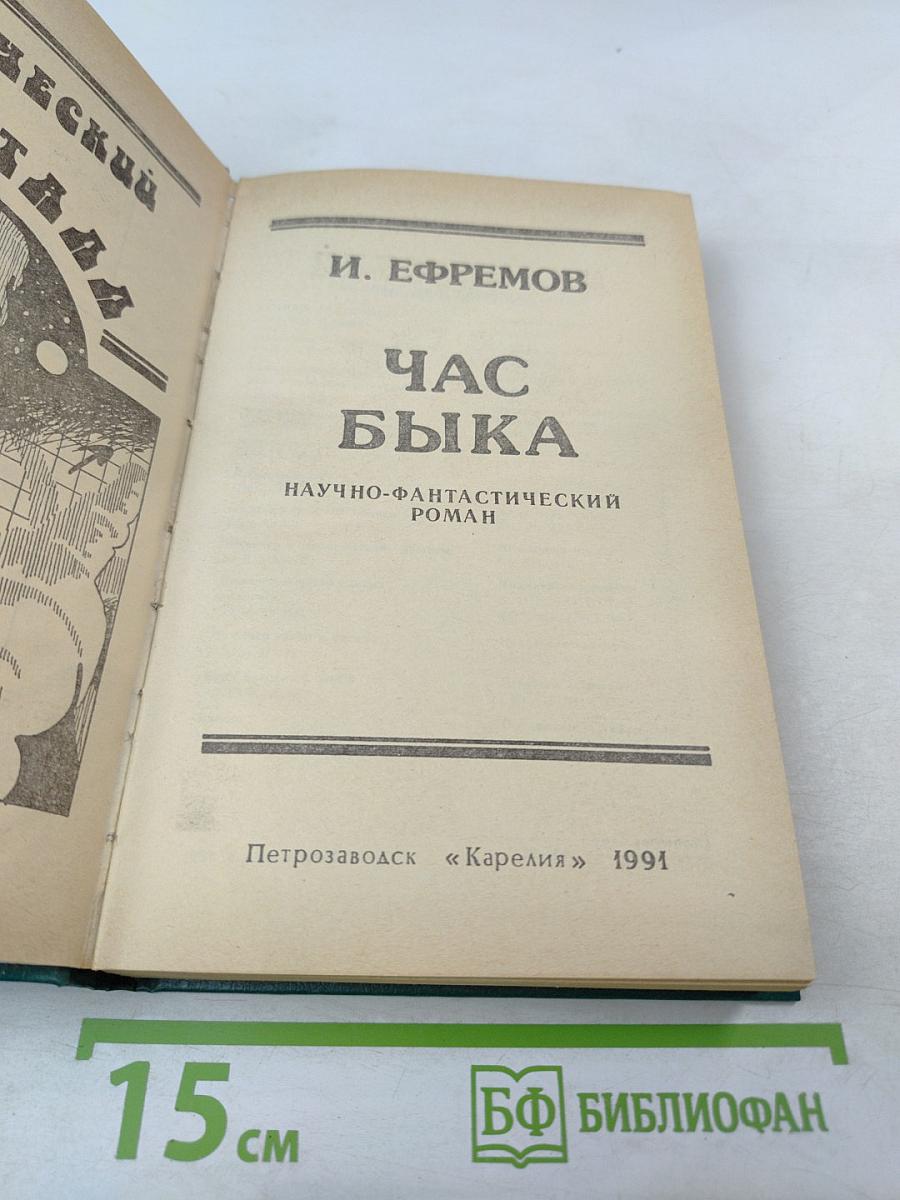 И. ЕФРЕМОВ
ЧАС
БЫКА
НАУЧНО-ФАНТАСТИЧЕСКИЙ
РОМАН
Петрозаводск «Карелия» 1991
15 см
БФ БИБЛИОФАН